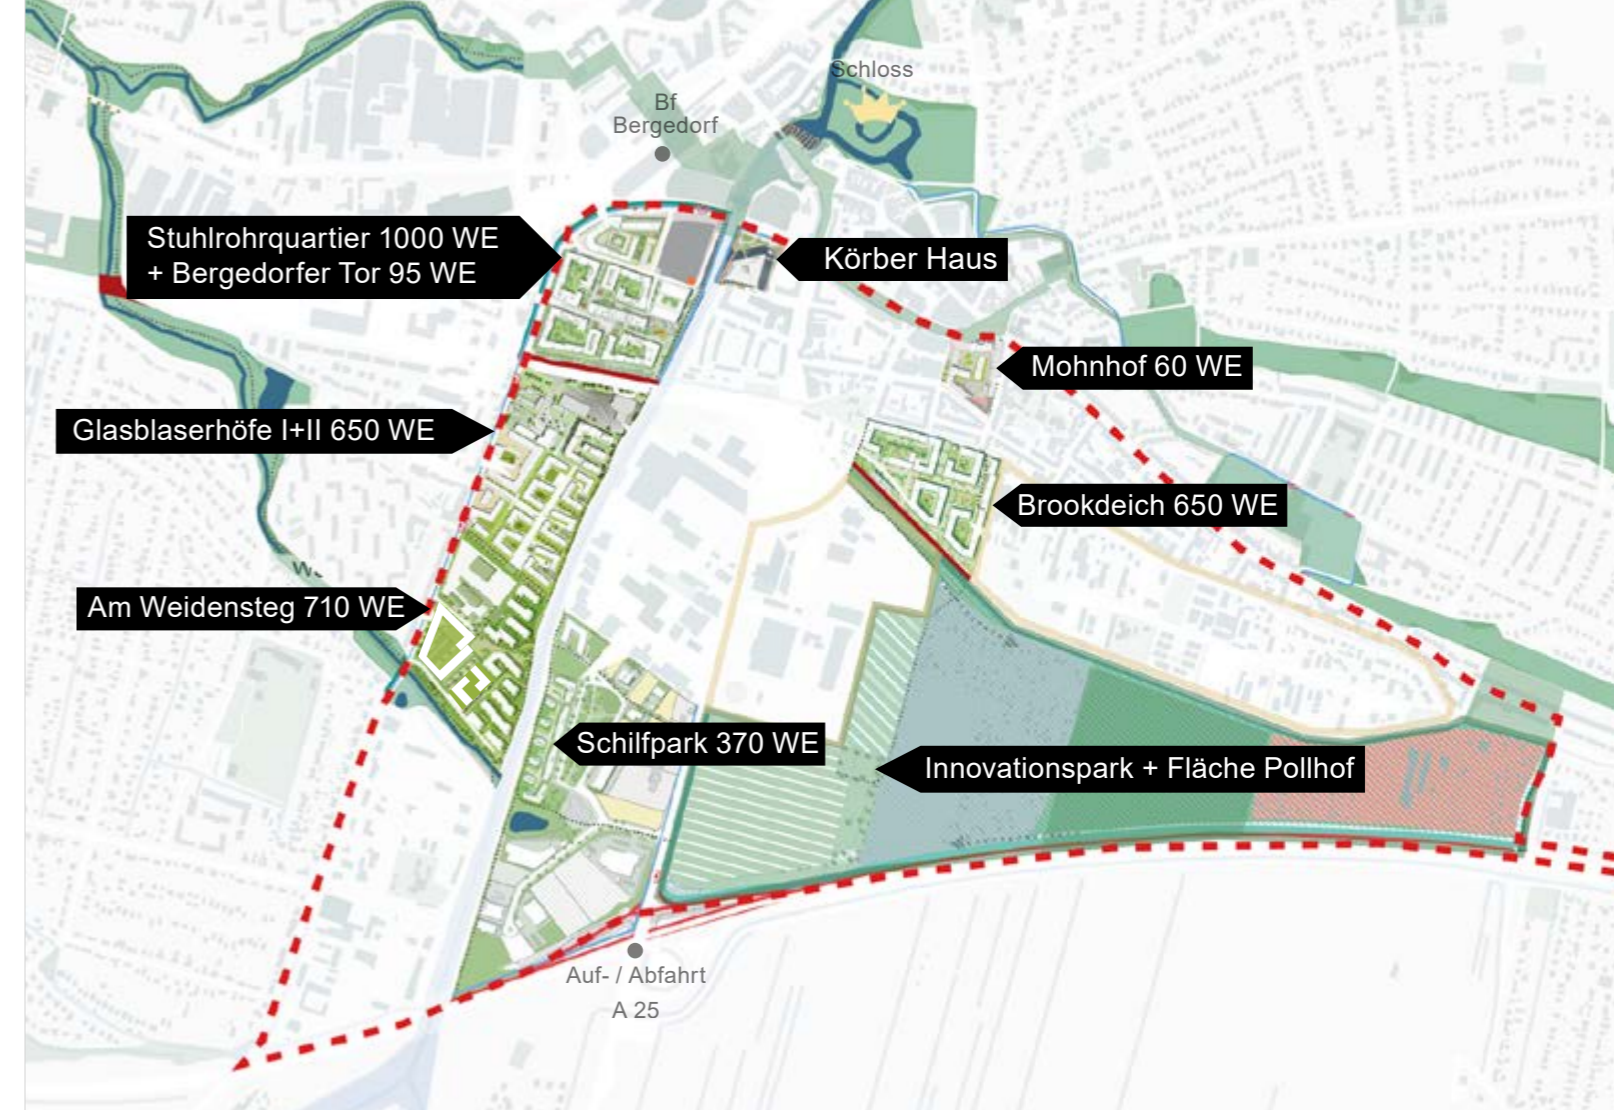 Schloss
Bf
Bergedorf
Stuhlrohrquartier 1000 WE
+ Bergedorfer Tor 95 WE
Körber Haus
Mohnhof 60 WE
Glasblaserhöfe I+II 650 WE
Brookdeich 650 WE
Am Weidensteg 710 WE
Schilfpark 370 WE
Innovationspark + Fläche Pollhof
Auf- / Abfahrt
A 25